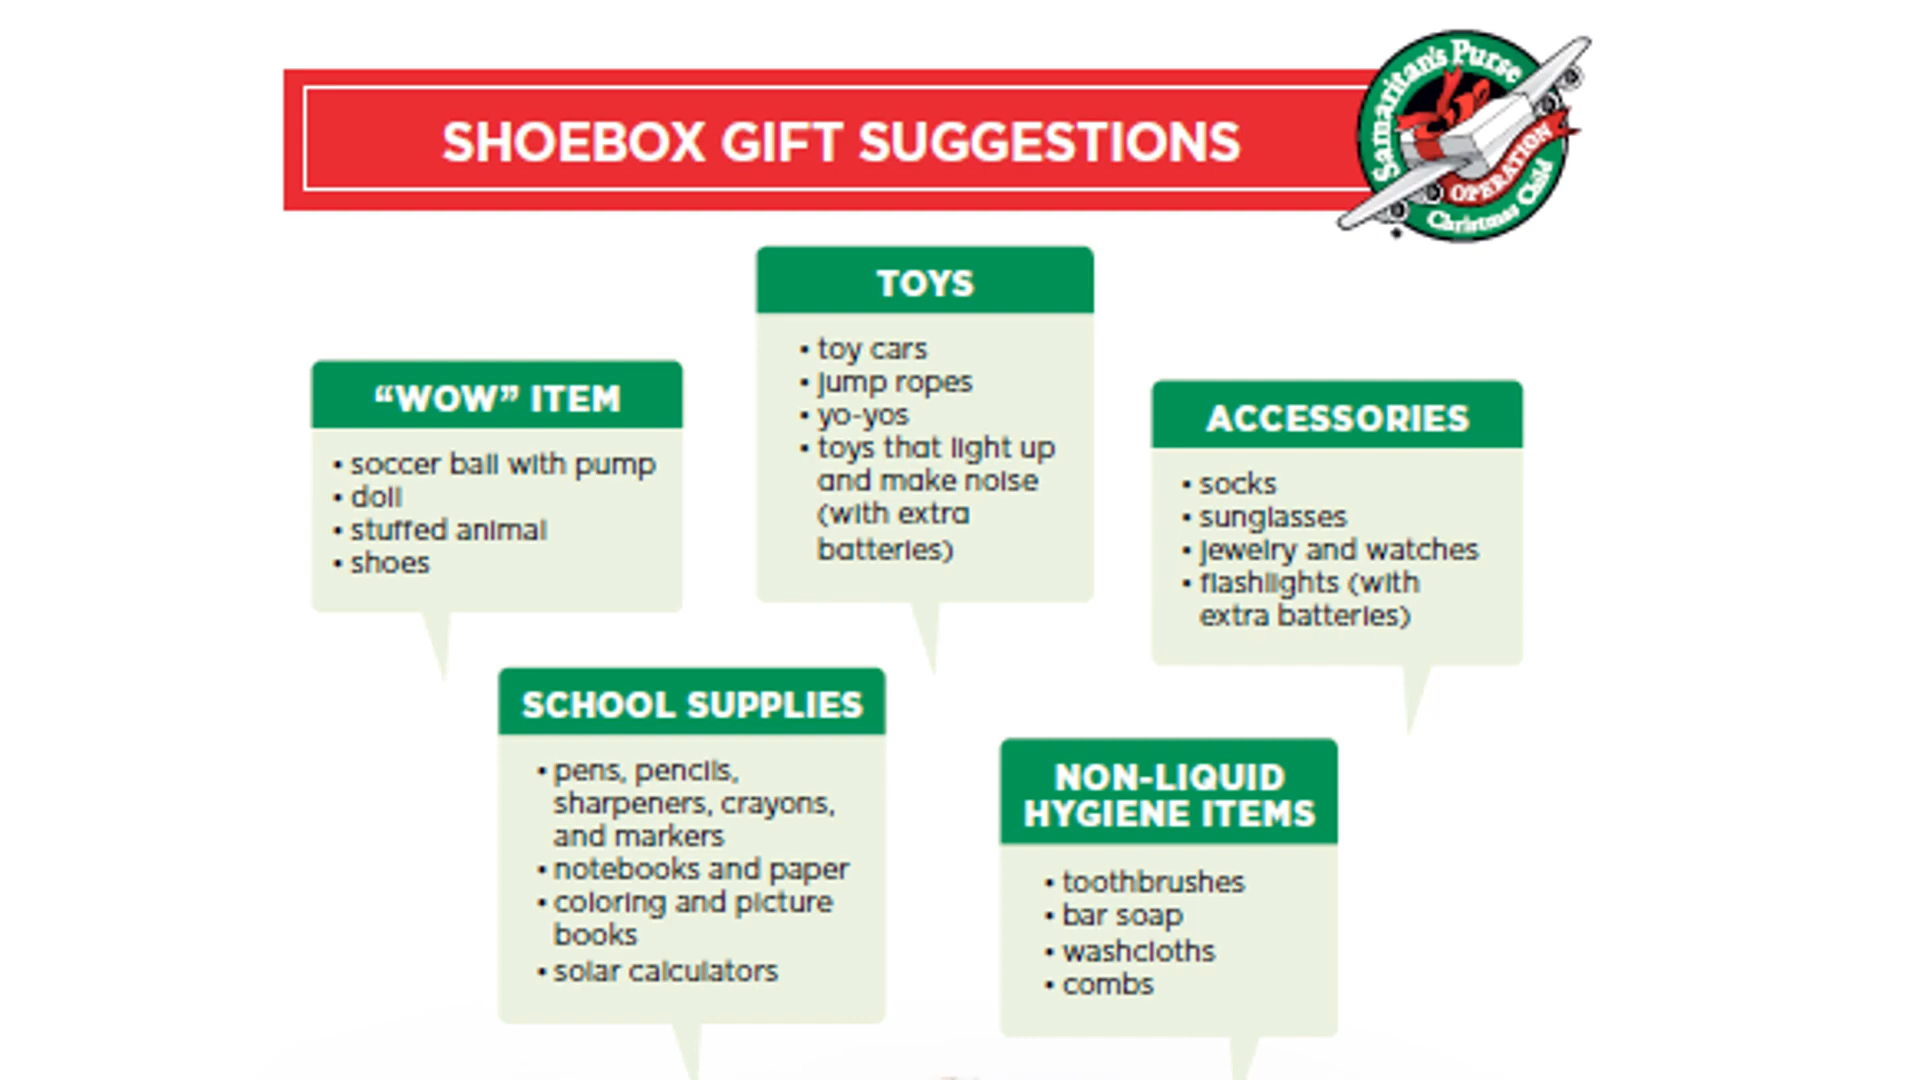 SHOEBOX GIFT SUGGESTIONS
Samaritan's Purse
OPERATION
Christmas Child
TOYS
• toy cars
• jump ropes
• yo-yos
• toys that light up
and make noise
(with extra
batteries)
“WOW” ITEM
• soccer ball with pump
• doll
• stuffed animal
• shoes
ACCESSORIES
• socks
• sunglasses
• jewelry and watches
• flashlights (with
extra batteries)
SCHOOL SUPPLIES
• pens, pencils,
sharpeners, crayons,
and markers
• notebooks and paper
• coloring and picture
books
• solar calculators
NON-LIQUID
HYGIENE ITEMS
• toothbrushes
• bar soap
• washcloths
• combs